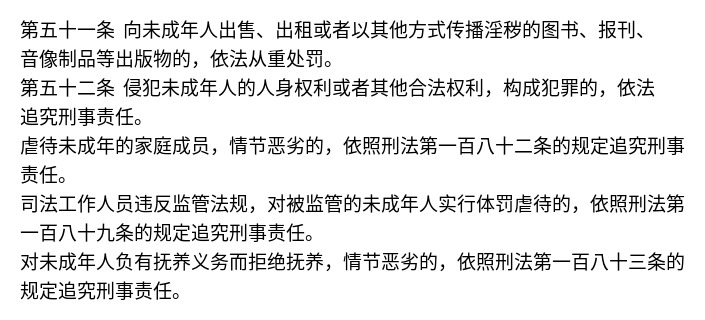 第五十一条 向未成年人出售、出租或者以其他方式传播淫秽的图书、报刊、
音像制品等出版物的，依法从重处罚。
第五十二条 侵犯未成年人的人身权利或者其他合法权利，构成犯罪的，依法
追究刑事责任。
虐待未成年的家庭成员，情节恶劣的，依照刑法第一百八十二条的规定追究刑事
责任。
司法工作人员违反监管法规，对被监管的未成年人实行体罚虐待的，依照刑法第
一百八十九条的规定追究刑事责任。
对未成年人负有抚养义务而拒绝抚养，情节恶劣的，依照刑法第一百八十三条的
规定追究刑事责任。